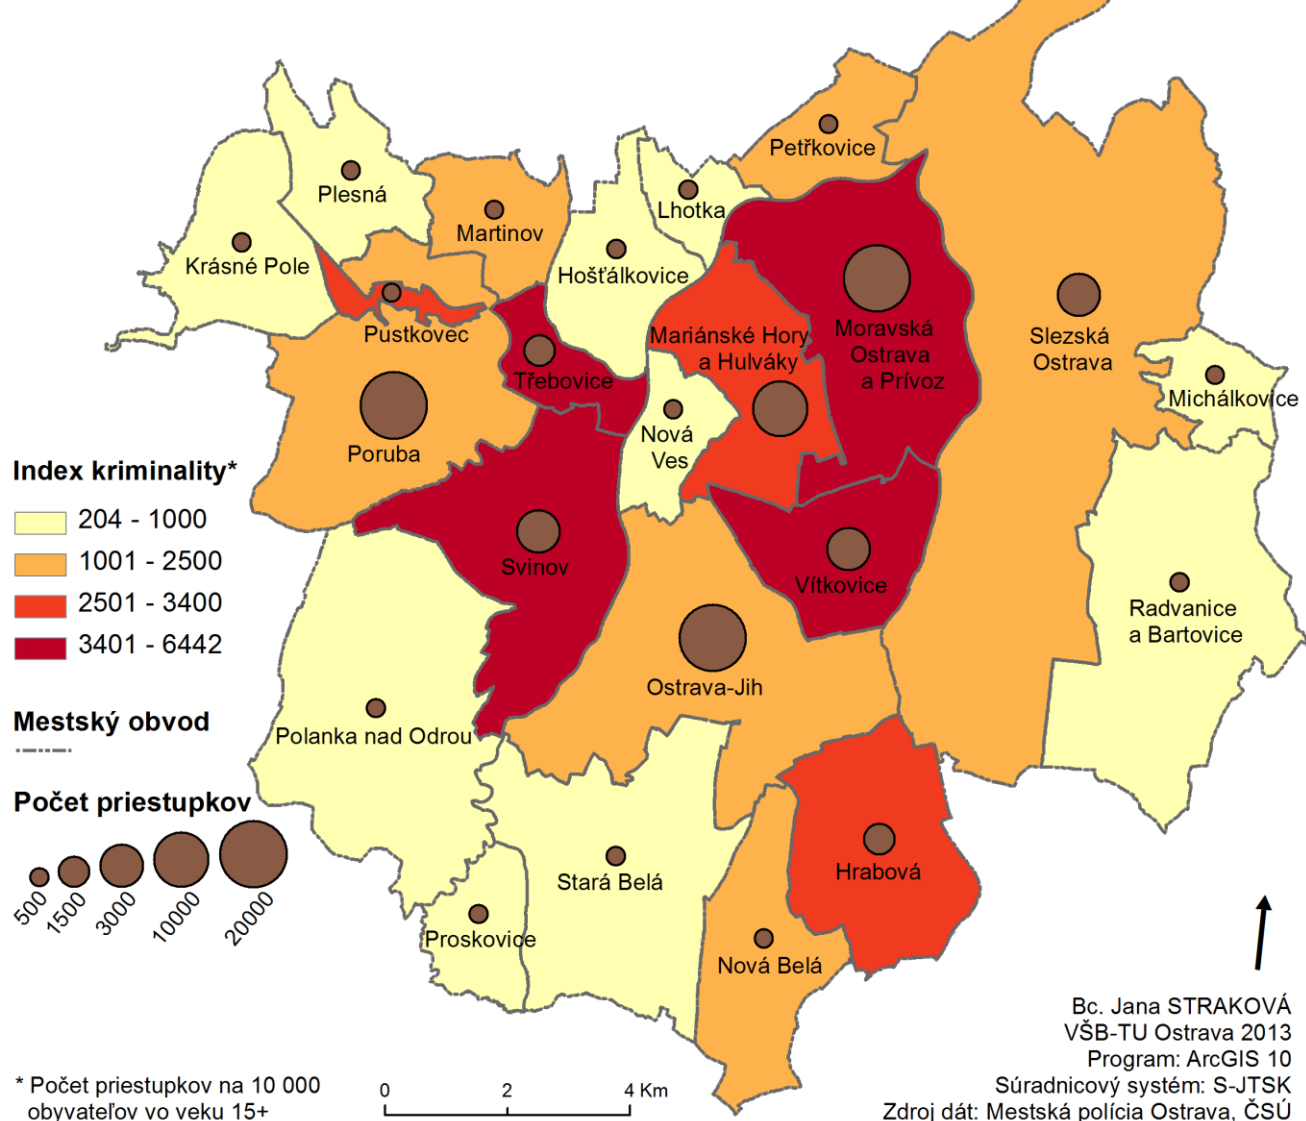 Petřkovice
Plesná
Lhotka
Martinov
Krásné Pole
Hošťálkovice
Pustkovec
Mariánské Hory
a Hulváky
Moravská
Ostrava
a Prívoz
Slezská
Ostrava
Třebovice
Michálkovice
Nová
Ves
Poruba
Svinov
Vítkovice
Radvanice
a Bartovice
Ostrava-Jih
Polanka nad Odrou
Stará Belá
Hrabová
Proskovice
Nová Belá
Index kriminality*
204 - 1000
1001 - 2500
2501 - 3400
3401 - 6442
Mestský obvod
Počet priestupkov
500
1500
3000
10000
20000
* Počet priestupkov na 10 000
obyvateľov vo veku 15+
0 2 4 Km
Bc. Jana STRAKOVÁ
VŠB-TU Ostrava 2013
Program: ArcGIS 10
Súradnicový systém: S-JTSK
Zdroj dát: Mestská polícia Ostrava, ČSÚ